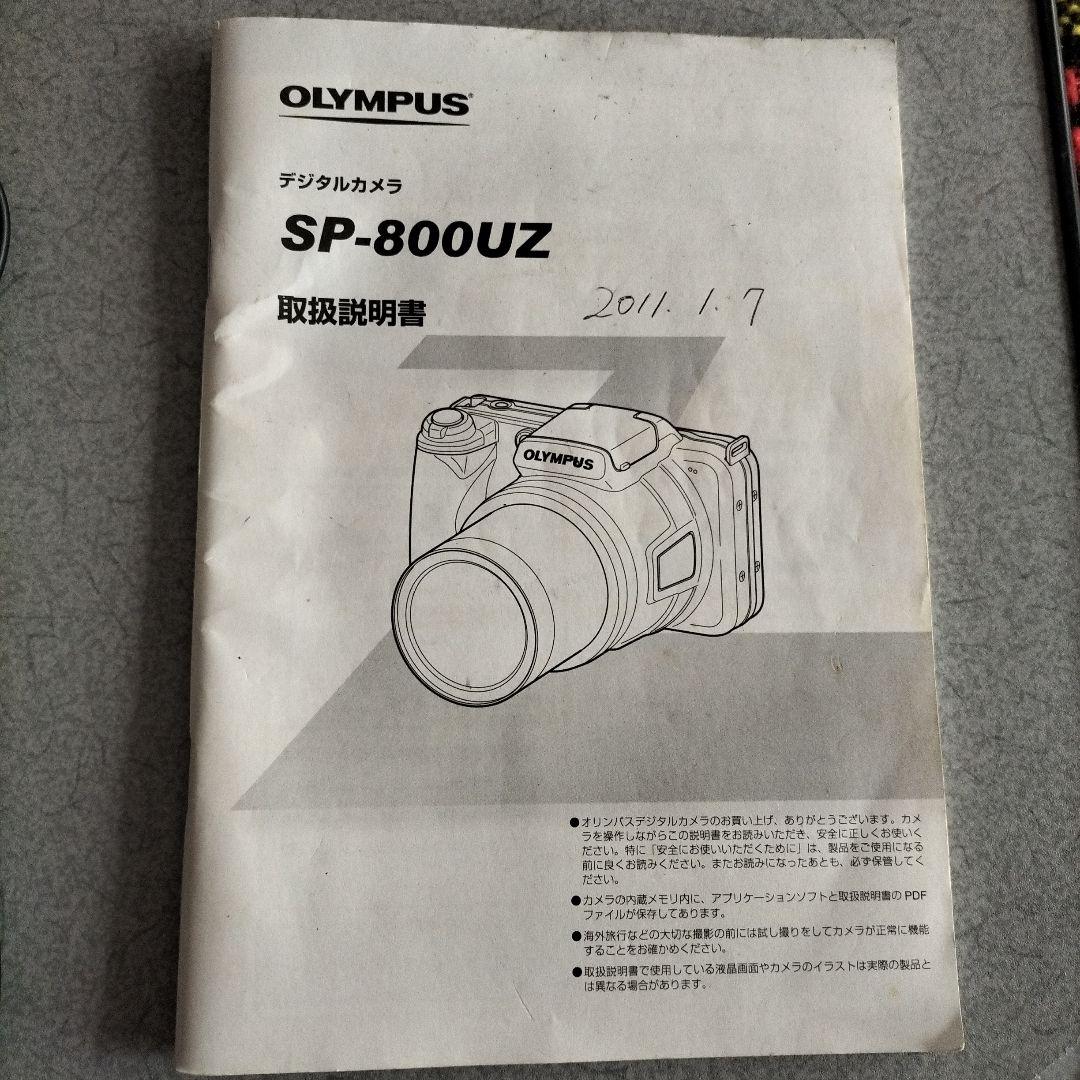 OLYMPUS®
デジタルカメラ
SP-800UZ
取扱説明書
2011.1.7
OLYMPUS
●オリンパスデジタルカメラのお買い上げ、ありがとうございます。カメ
ラを操作しながらこの説明書をお読みいただき、安全に正しくお使いく
ださい。特に「安全にお使いいただくために」は、製品をご使用になる
前に良くお読みください。またお読みになったあとも、必ず保管してく
ださい。
●カメラの内蔵メモリ内に、アプリケーションソフトと取扱説明書の PDF
ファイルが保存してあります。
●海外旅行などの大切な撮影の前には試し撮りをしてカメラが正常に機能
することをお確かめください。
●取扱説明書で使用している液晶画面やカメラのイラストは実際の製品と
は異なる場合があります。